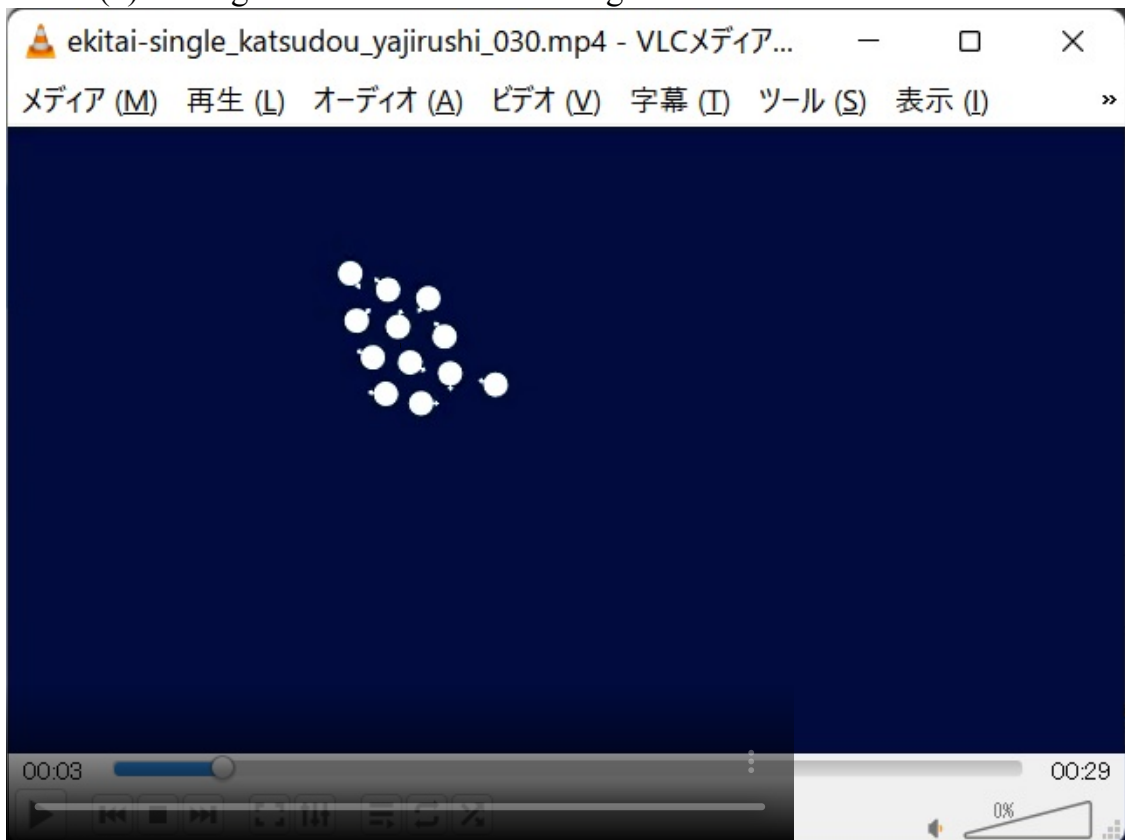 ekitai-single_katsudou_yajirushi_030.mp4 - VLCメディア...
メディア (M) 再生 (L) オーディオ (A) ビデオ (V) 字幕 (T) ツール (S) 表示 (I) »
00:03 00:29
0%